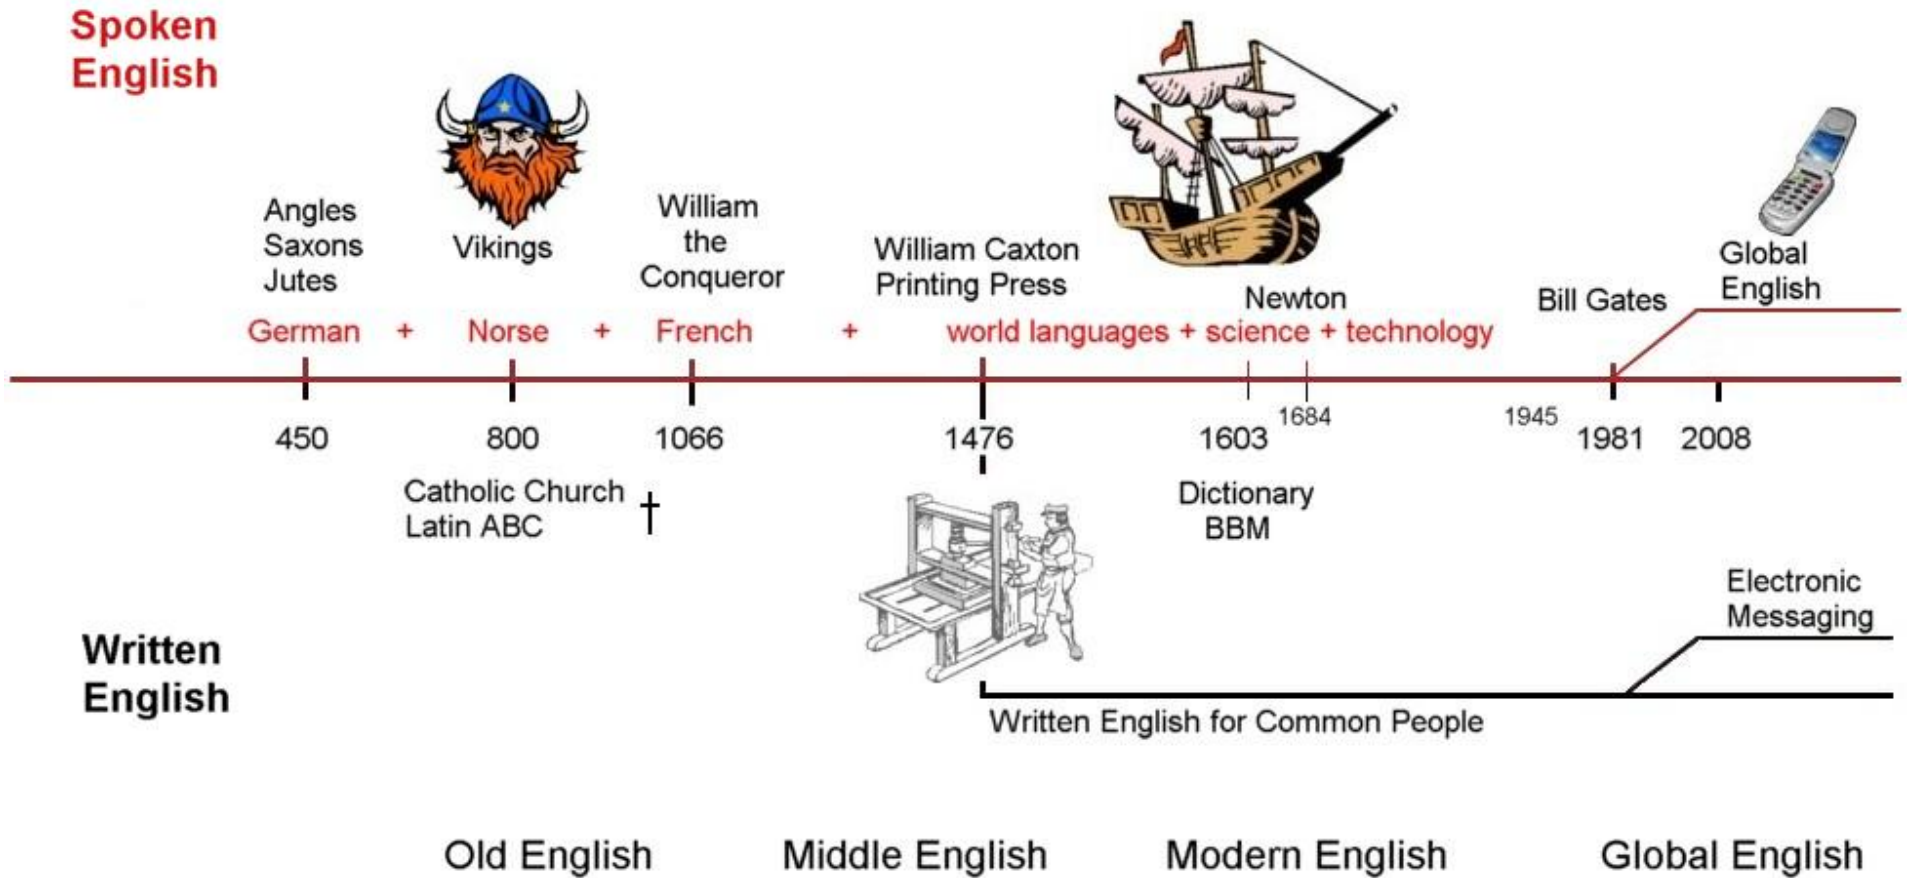 Spoken
English
Angles
Saxons
Jutes
Vikings
William
the
Conqueror
William Caxton
Printing Press
Newton
Bill Gates
Global
English
German + Norse + French + world languages + science + technology
450 800 1066 1476 1603 1684 1945 1981 2008
Catholic Church
Latin ABC
Dictionary
BBM
Electronic
Messaging
Written
English
Written English for Common People
Old English Middle English Modern English Global English